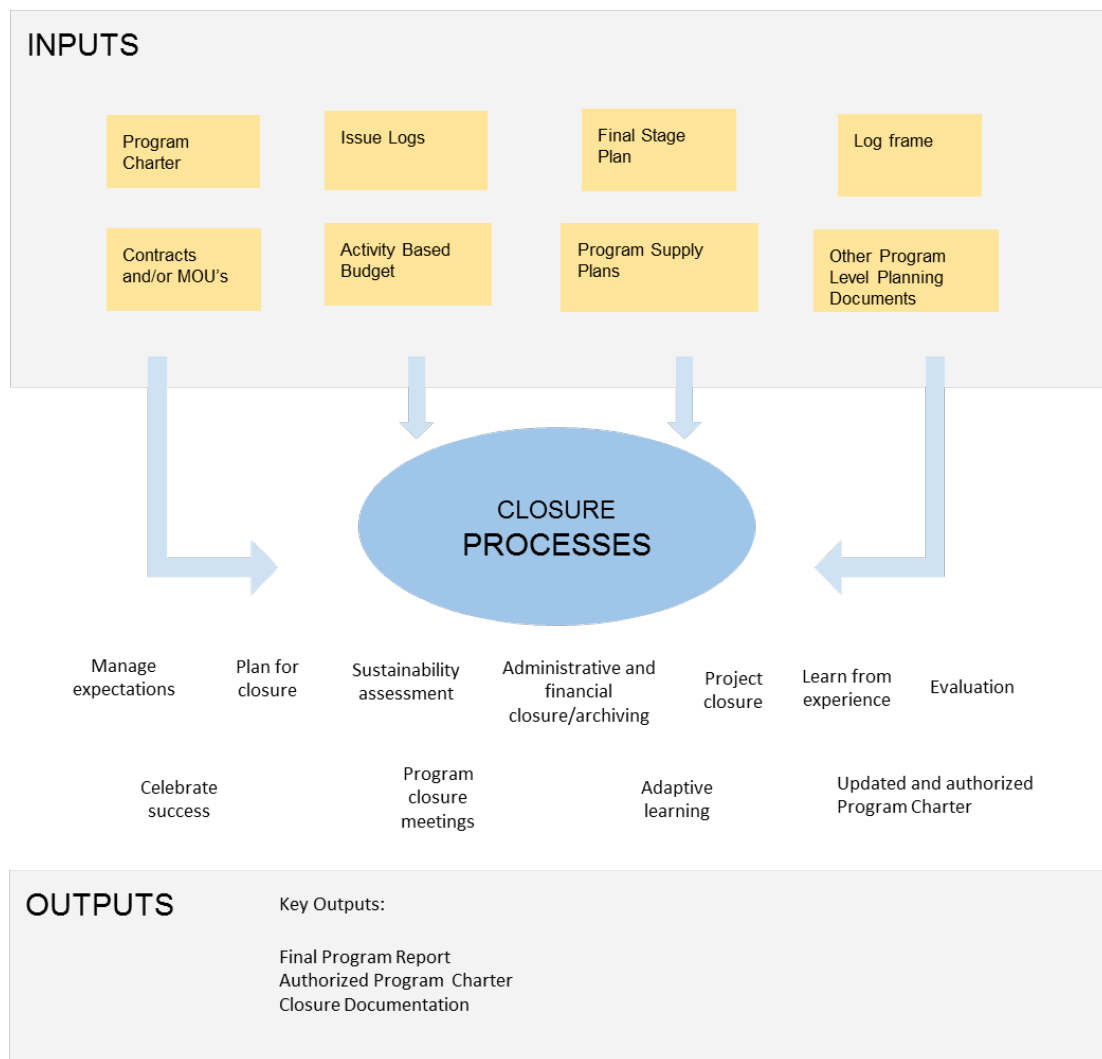 INPUTS
Program
Charter
Issue Logs
Final Stage
Plan
Log frame
Contracts
and/or MOU's
Activity Based
Budget
Program Supply
Plans
Other Program
Level Planning
Documents
CLOSURE
PROCESSES
Manage
expectations
Plan for
closure
Sustainability
assessment
Administrative and
financial
closure/archiving
Project
closure
Learn from
experience
Evaluation
Celebrate
success
Program
closure
meetings
Adaptive
learning
Updated and authorized
Program Charter
OUTPUTS
Key Outputs:
Final Program Report
Authorized Program Charter
Closure Documentation